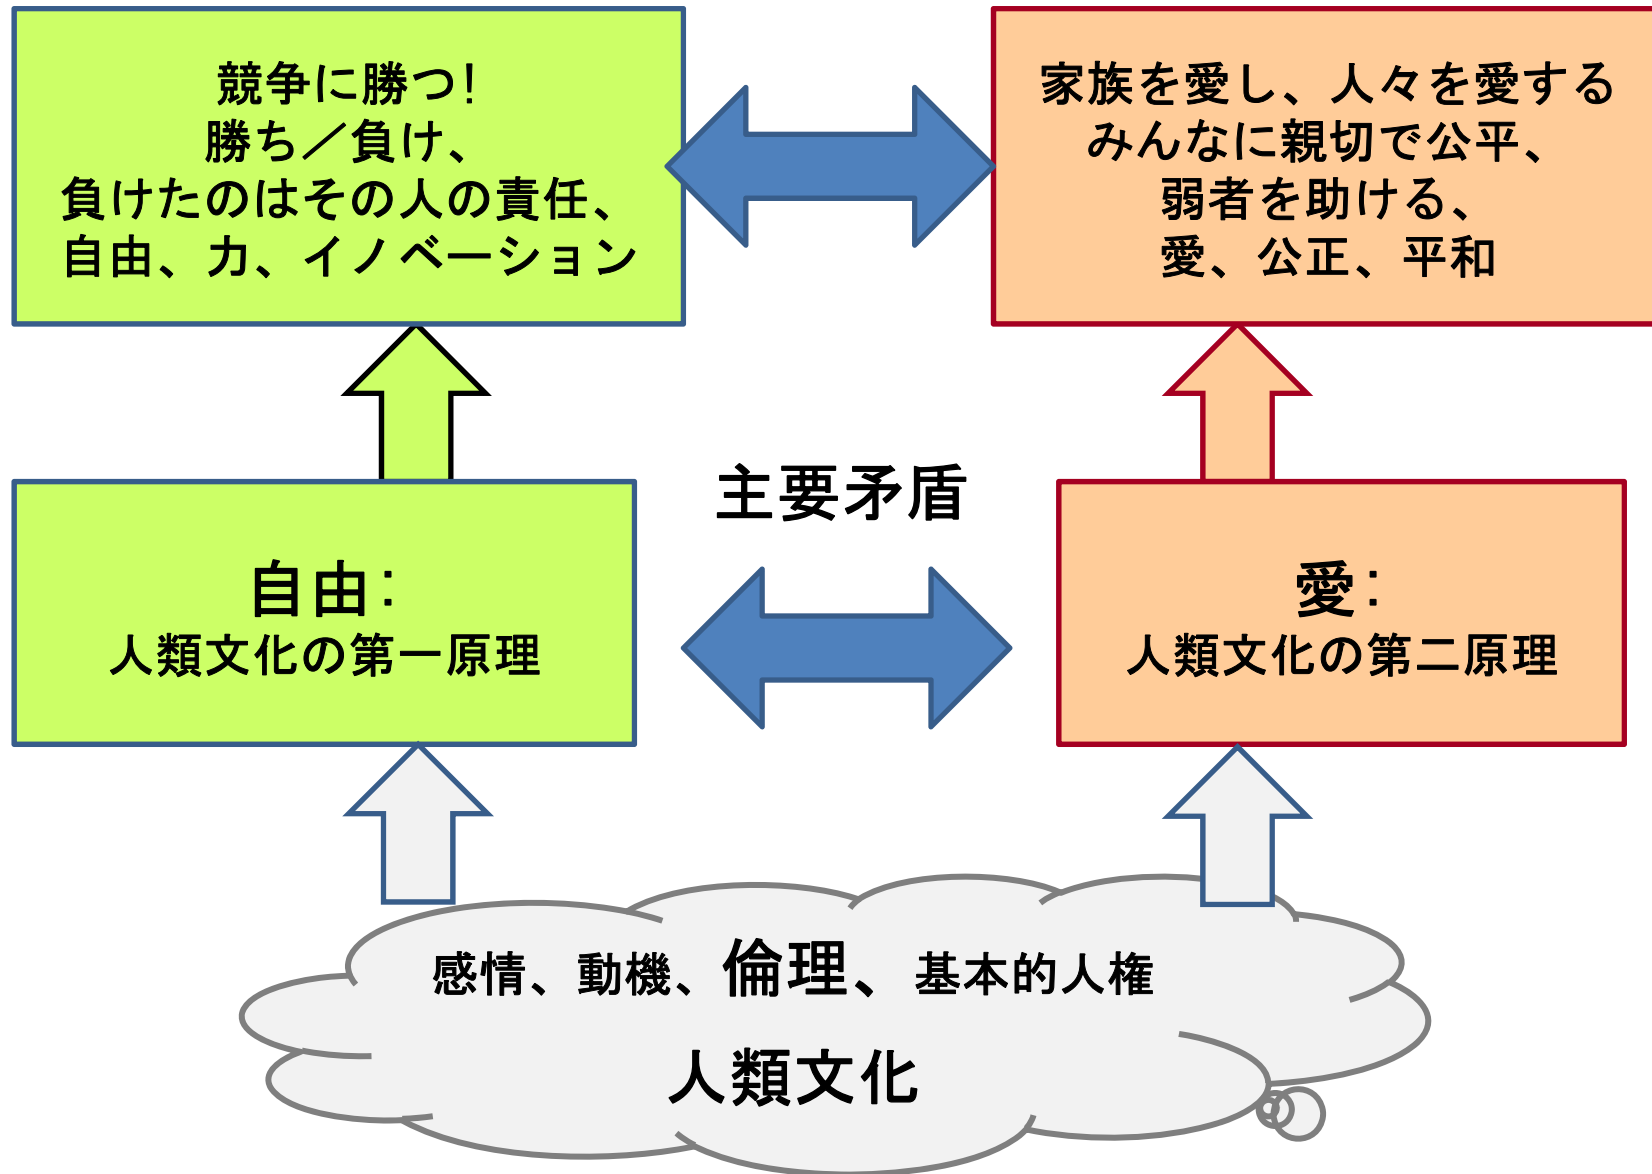 競争に勝つ！
勝ち／負け、
負けたのはその人の責任、
自由、力、イノベーション
家族を愛し、人々を愛する
みんなに親切で公平、
弱者を助ける、
愛、公正、平和
主要矛盾
自由：
人類文化の第一原理
愛：
人類文化の第二原理
感情、動機、倫理、基本的人権
人類文化